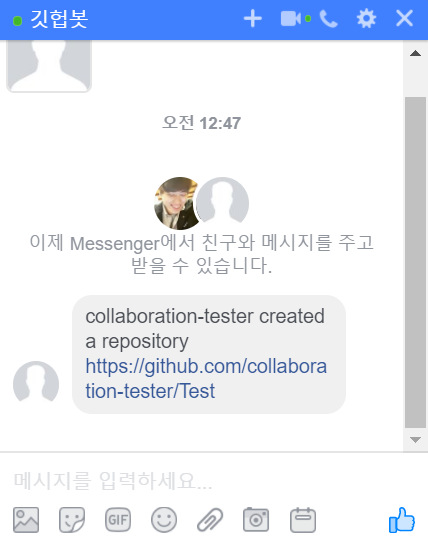 깃헙봇
오전 12:47
이제 Messenger에서 친구와 메시지를 주고
받을 수 있습니다.
collaboration-tester created
a repository
https://github.com/collabora
tion-tester/Test
메시지를 입력하세요...
GIF